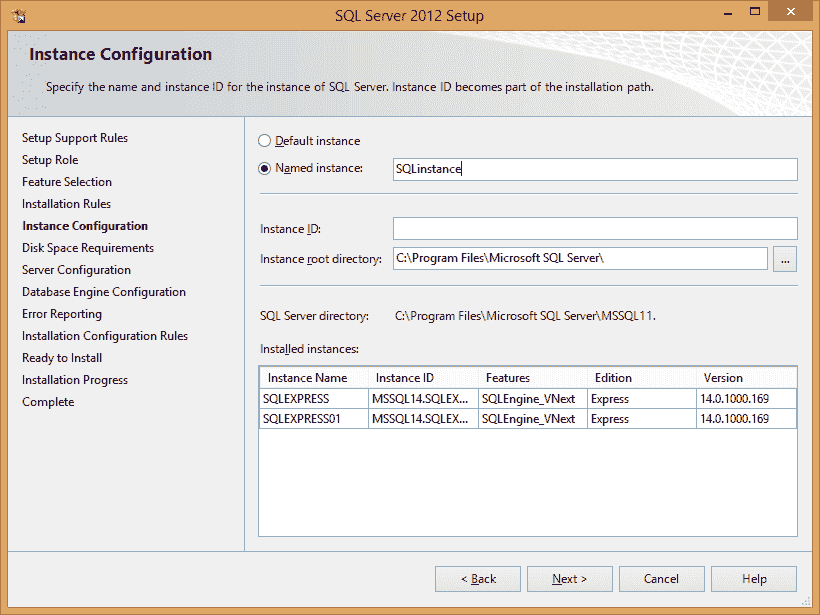 SQL Server 2012 Setup
Instance Configuration
Specify the name and instance ID for the instance of SQL Server. Instance ID becomes part of the installation path.
Setup Support Rules
Setup Role
Feature Selection
Installation Rules
Instance Configuration
Disk Space Requirements
Server Configuration
Database Engine Configuration
Error Reporting
Installation Configuration Rules
Ready to Install
Installation Progress
Complete
Default instance
Named instance: SQLinstance
Instance ID:
Instance root directory: C:\Program Files\Microsoft SQL Server\ ...
SQL Server directory: C:\Program Files\Microsoft SQL Server\MSSQL11.
Installed instances:
Instance Name Instance ID Features Edition Version
SQLEXPRESS MSSQL14.SQLEX... SQLEngine_VNext Express 14.0.1000.169
SQLEXPRESS01 MSSQL14.SQLEX... SQLEngine_VNext Express 14.0.1000.169
< Back Next > Cancel Help